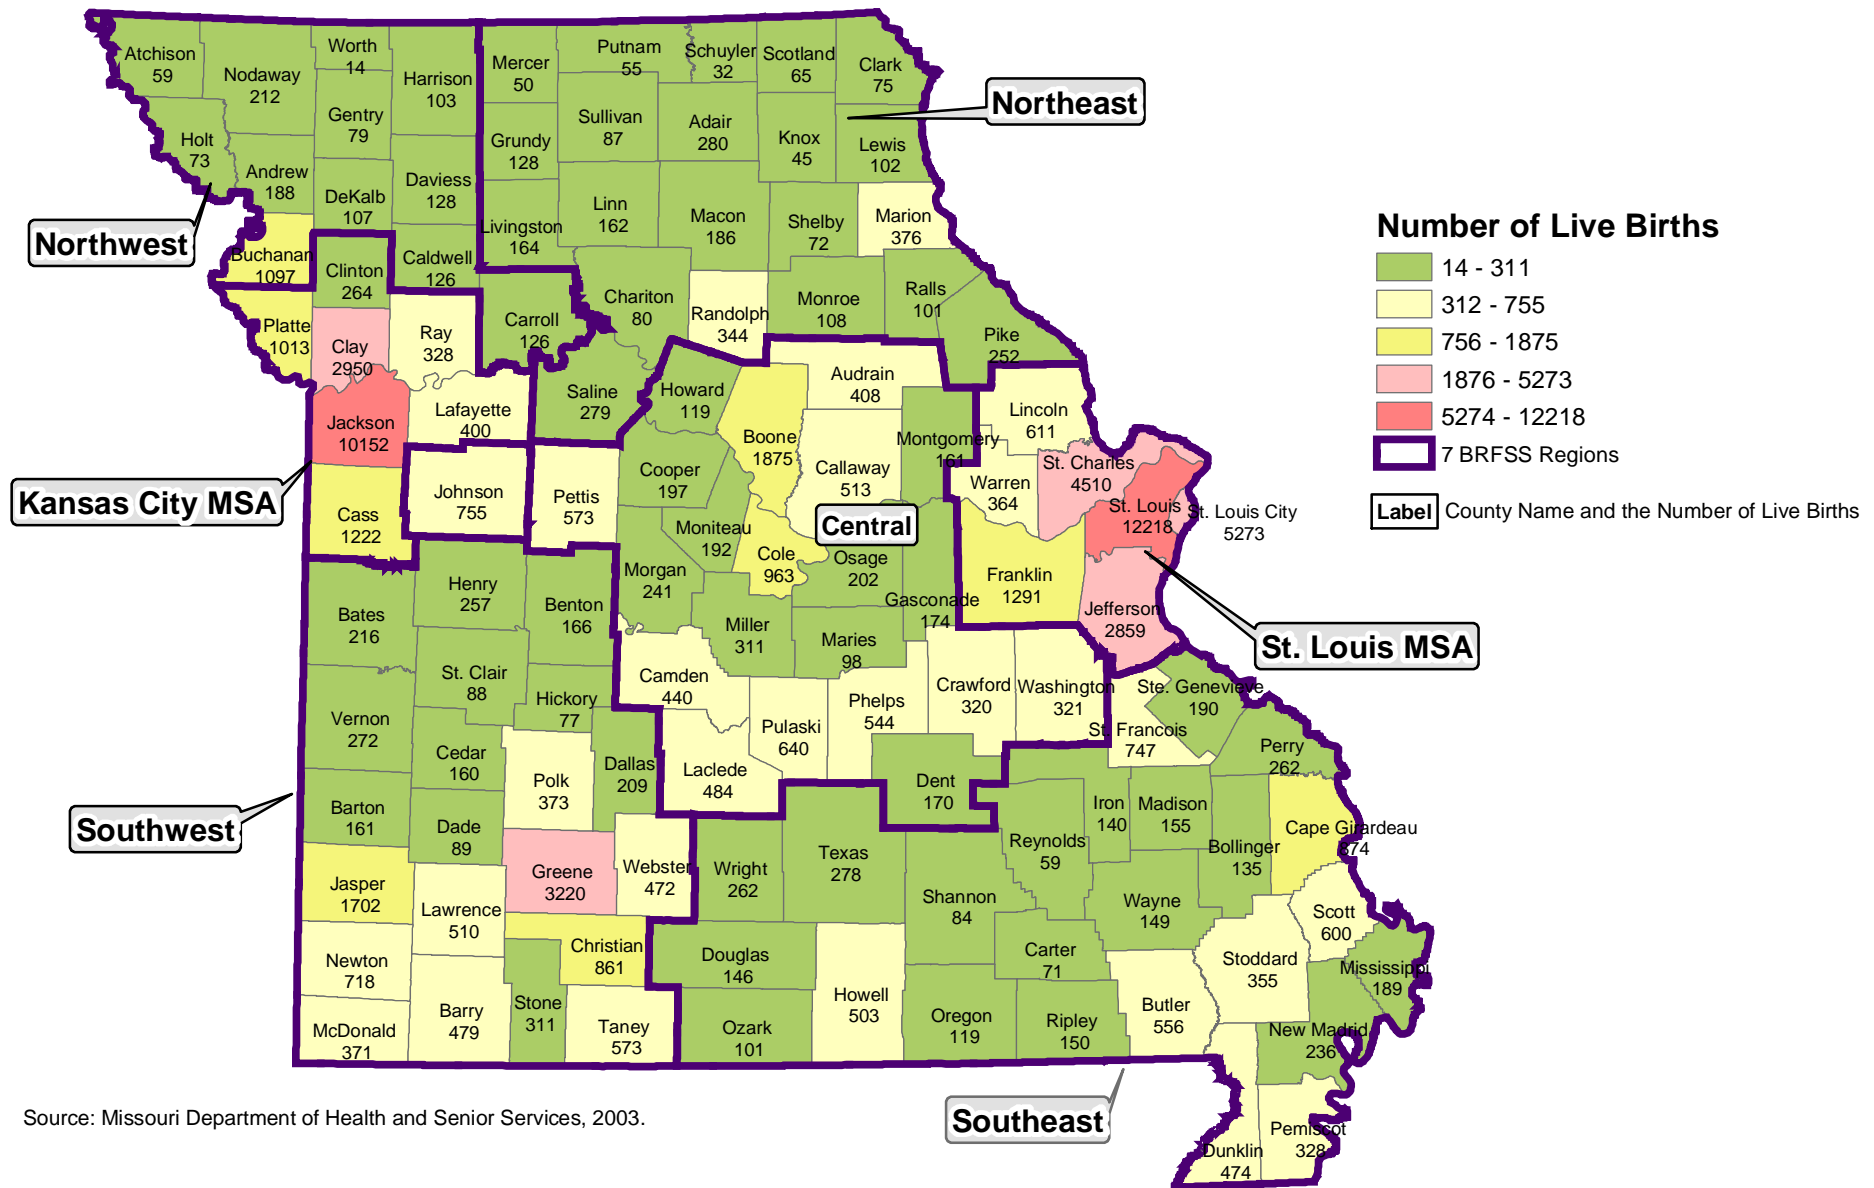 Atchison
59
Nodaway
212
Worth
14
Harrison
103
Mercer
50
Putnam
55
Schuyler
32
Scotland
65
Clark
75
Northeast
Gentry
79
Sullivan
87
Adair
280
Knox
45
Lewis
102
Holt
73
Grundy
128
Andrew
188
DeKalb
107
Daviess
128
Livingston
164
Linn
162
Macon
186
Shelby
72
Marion
376
Northwest
Buchanan
1097
Clinton
264
Caldwell
126
Carroll
126
Chariton
80
Randolph
344
Monroe
108
Ralls
101
Pike
252
Platte
1013
Clay
2950
Ray
328
Saline
279
Howard
119
Audrain
408
Lincoln
611
Jackson
10152
Lafayette
400
Boone
1875
Montgomery
161
Callaway
513
Cooper
197
Warren
364
St. Charles
4510
St. Louis
12218
St. Louis City
5273
Kansas City MSA
Johnson
755
Pettis
573
Cass
1222
Moniteau
192
Central
Cole
963
Osage
202
Franklin
1291
Jefferson
2859
St. Louis MSA
Bates
216
Henry
257
Benton
166
Morgan
241
Miller
311
Maries
98
Gasconade
174
St. Clair
88
Hickory
77
Camden
440
Pulaski
640
Phelps
544
Crawford
320
Washington
321
Ste. Genevieve
190
St. Francois
747
Perry
262
Vernon
272
Cedar
160
Polk
373
Dallas
209
Laclede
484
Dent
170
Iron
140
Madison
155
Southwest
Barton
161
Dade
89
Greene
3220
Webster
472
Wright
262
Texas
278
Reynolds
59
Bollinger
135
Cape Girardeau
874
Jasper
1702
Lawrence
510
Shannon
84
Wayne
149
Scott
600
Newton
718
Christian
861
Douglas
146
Howell
503
Carter
71
Stoddard
355
Mississippi
189
McDonald
371
Barry
479
Stone
311
Taney
573
Ozark
101
Oregon
119
Ripley
150
Butler
556
New Madrid
236
Southeast
Dunklin
474
Pemiscot
328
Number of Live Births
14 - 311
312 - 755
756 - 1875
1876 - 5273
5274 - 12218
7 BRFSS Regions
Label County Name and the Number of Live Births
Source: Missouri Department of Health and Senior Services, 2003.